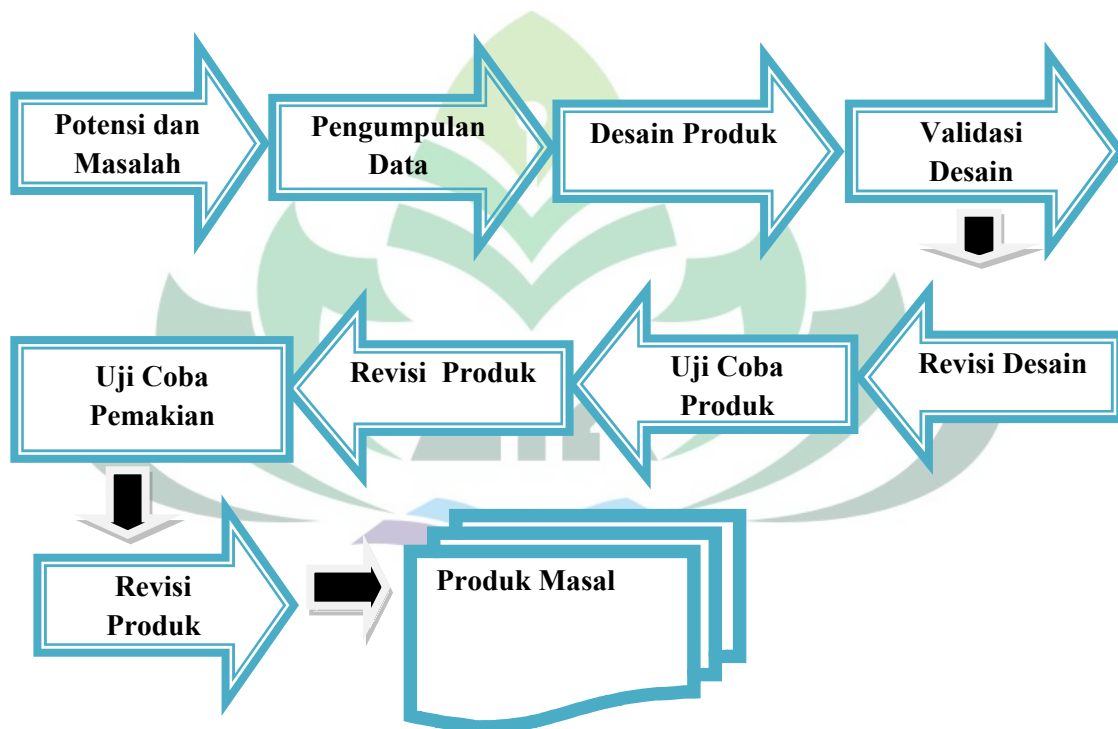 Potensi dan
Masalah
Pengumpulan
Data
Desain Produk
Validasi
Desain
Revisi Desain
Uji Coba
Produk
Revisi Produk
Uji Coba
Pemakian
Revisi
Produk
Produk Masal